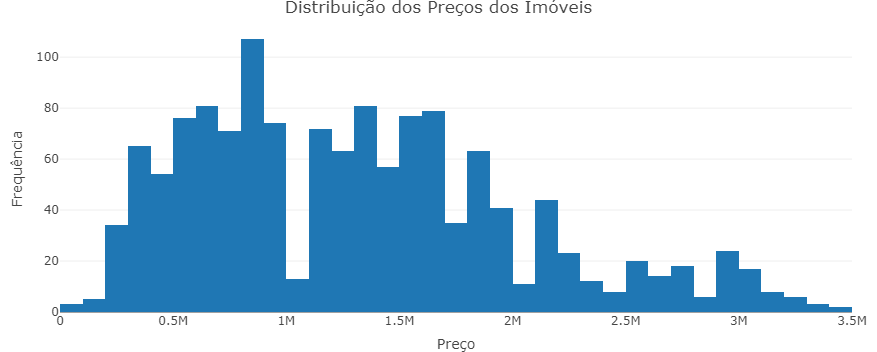 Distribuição dos Preços dos Imóveis
Frequência
100
80
60
40
20
0
0 0.5M 1M 1.5M 2M 2.5M 3M 3.5M
Preço